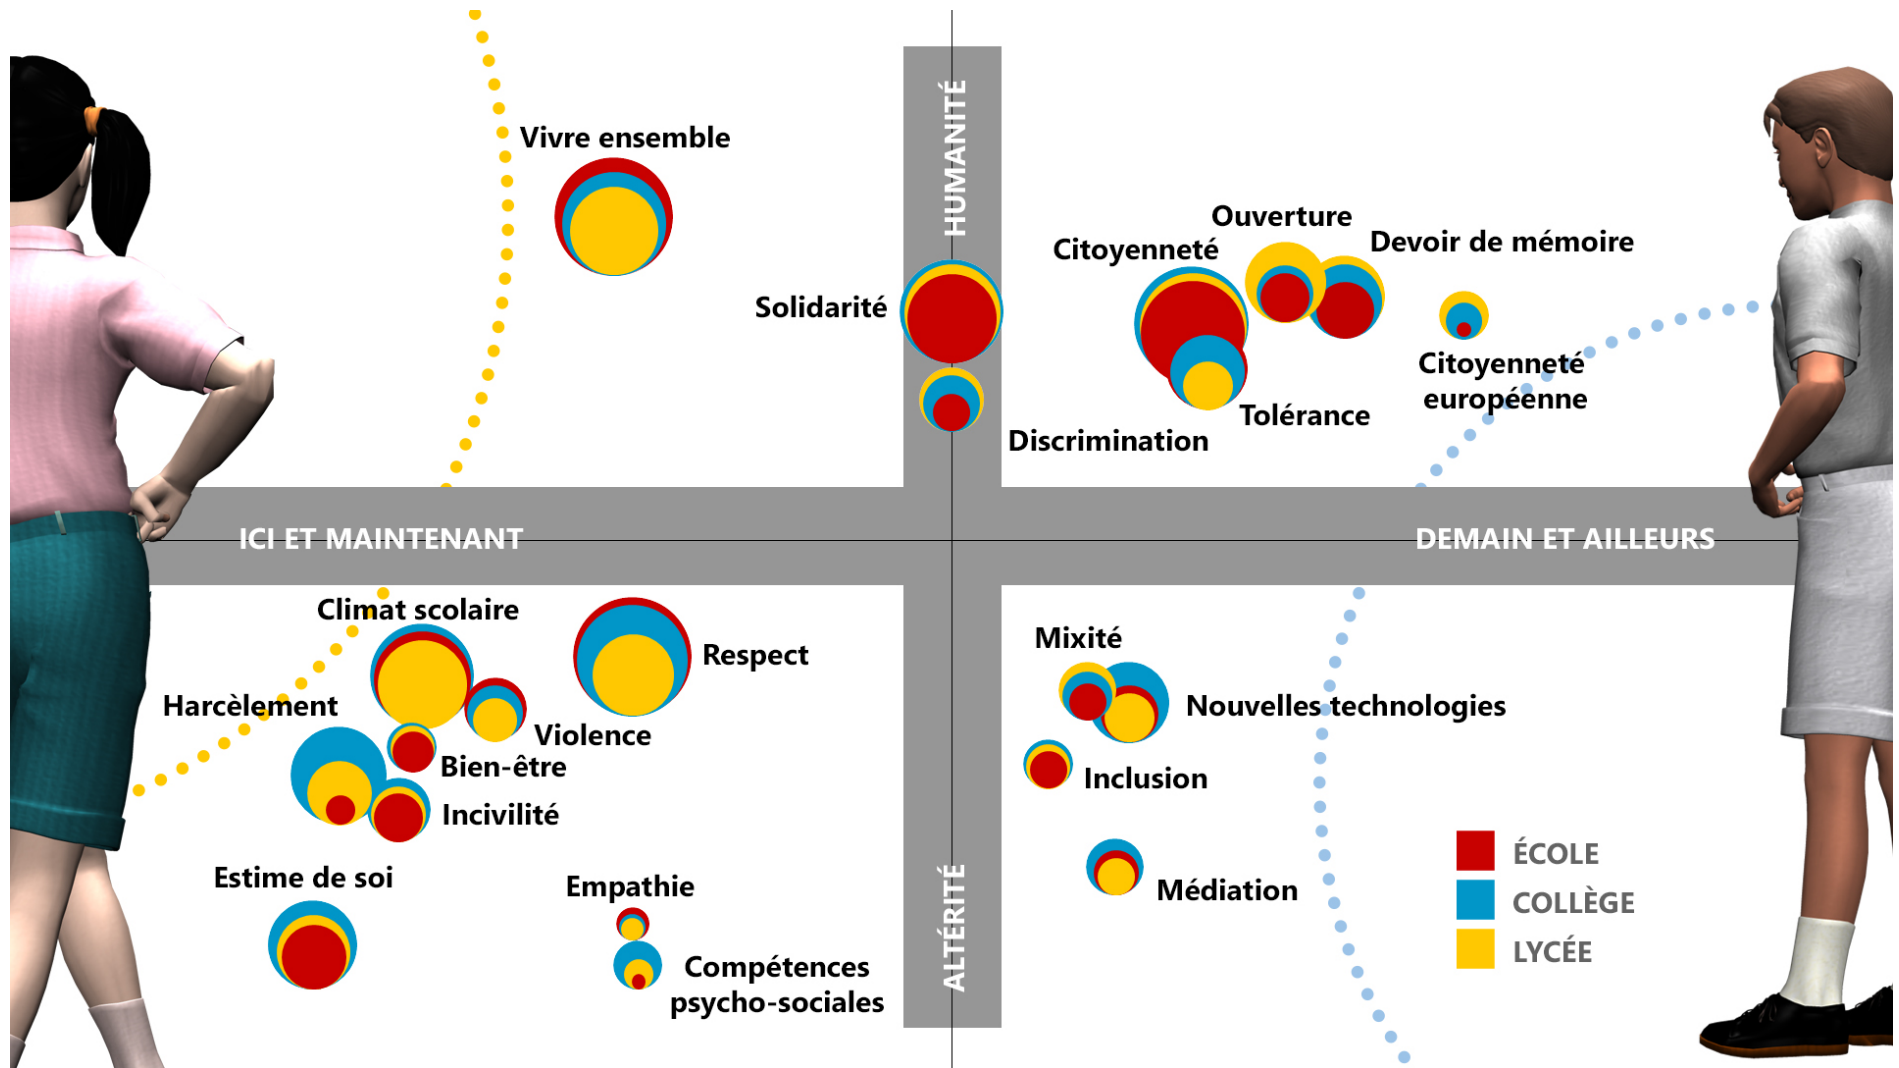 Vivre ensemble
HUMANITÉ
Ouverture
Citoyenneté
Devoir de mémoire
Solidarité
Citoyenneté
européenne
Tolérance
Discrimination
ICI ET MAINTENANT
DEMAIN ET AILLEURS
Climat scolaire
Mixité
Respect
Harcèlement
Nouvelles technologies
Violence
Bien-être
Inclusion
Incivilité
ÉCOLE
Estime de soi
Empathie
Médiation
COLLÈGE
ALTÉRITÉ
LYCÉE
Compétences
psycho-sociales